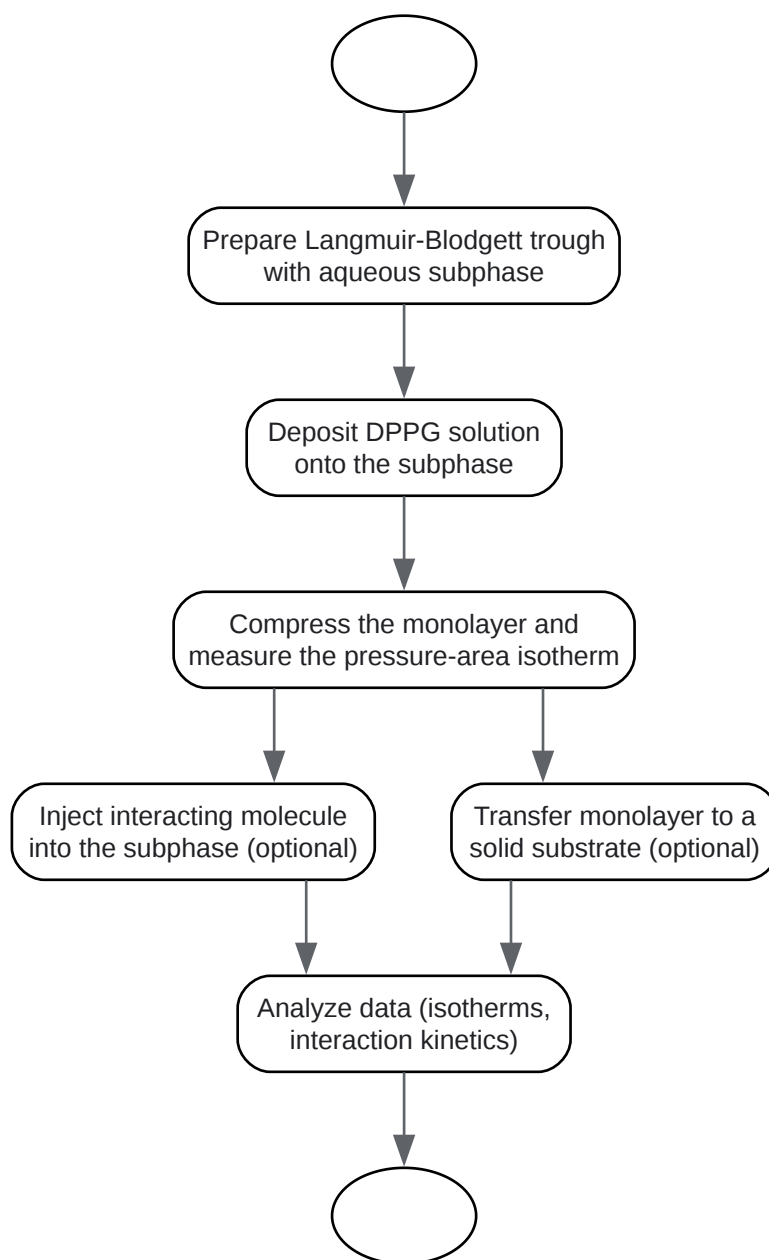 Prepare Langmuir-Blodgett trough
with aqueous subphase
Deposit DPPG solution
onto the subphase
Compress the monolayer and
measure the pressure-area isotherm
Inject interacting molecule
into the subphase (optional)
Transfer monolayer to a
solid substrate (optional)
Analyze data (isotherms,
interaction kinetics)